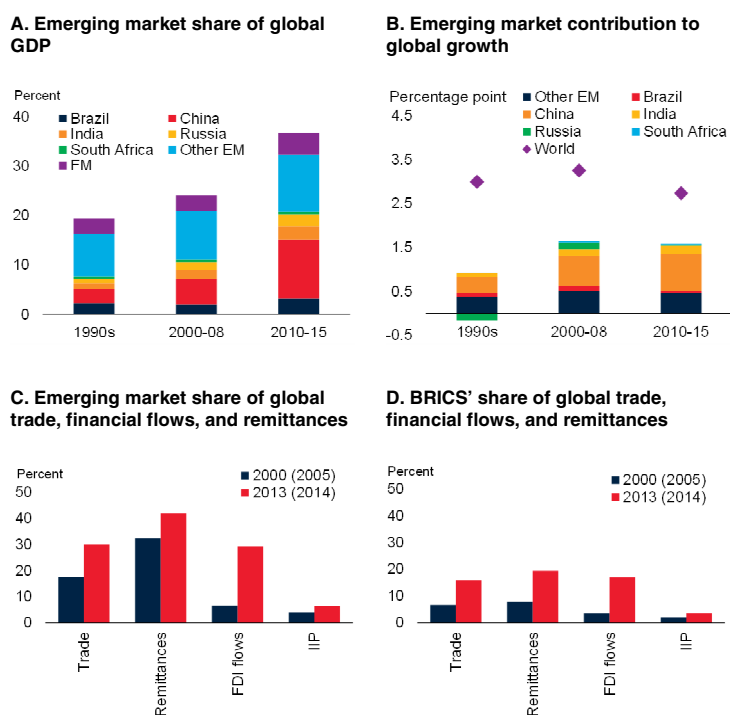 A. Emerging market share of global
GDP
Percent
40
30
20
10
0
Brazil
China
India
Russia
South Africa
Other EM
FM
1990s
2000-08
2010-15
B. Emerging market contribution to
global growth
Percentage point
4.5
3.5
2.5
1.5
0.5
-0.5
Other EM
Brazil
China
India
Russia
South Africa
World
1990s
2000-08
2010-15
C. Emerging market share of global
trade, financial flows, and remittances
Percent
50
40
30
20
10
0
2000 (2005)
2013 (2014)
Trade
Remittances
FDI flows
IIP
D. BRICS’ share of global trade,
financial flows, and remittances
Percent
50
40
30
20
10
0
2000 (2005)
2013 (2014)
Trade
Remittances
FDI flows
IIP